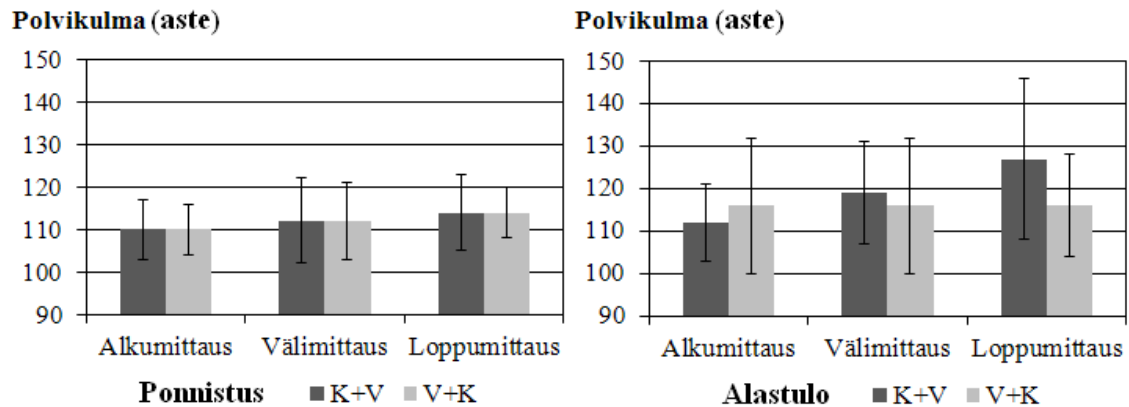 Polvikulma (aste)
150
140
130
120
110
100
90
Alkumittaus Välimittaus Loppumittaus
Ponnistus K+V V+K
Polvikulma (aste)
150
140
130
120
110
100
90
Alkumittaus Välimittaus Loppumittaus
Alastulo K+V V+K